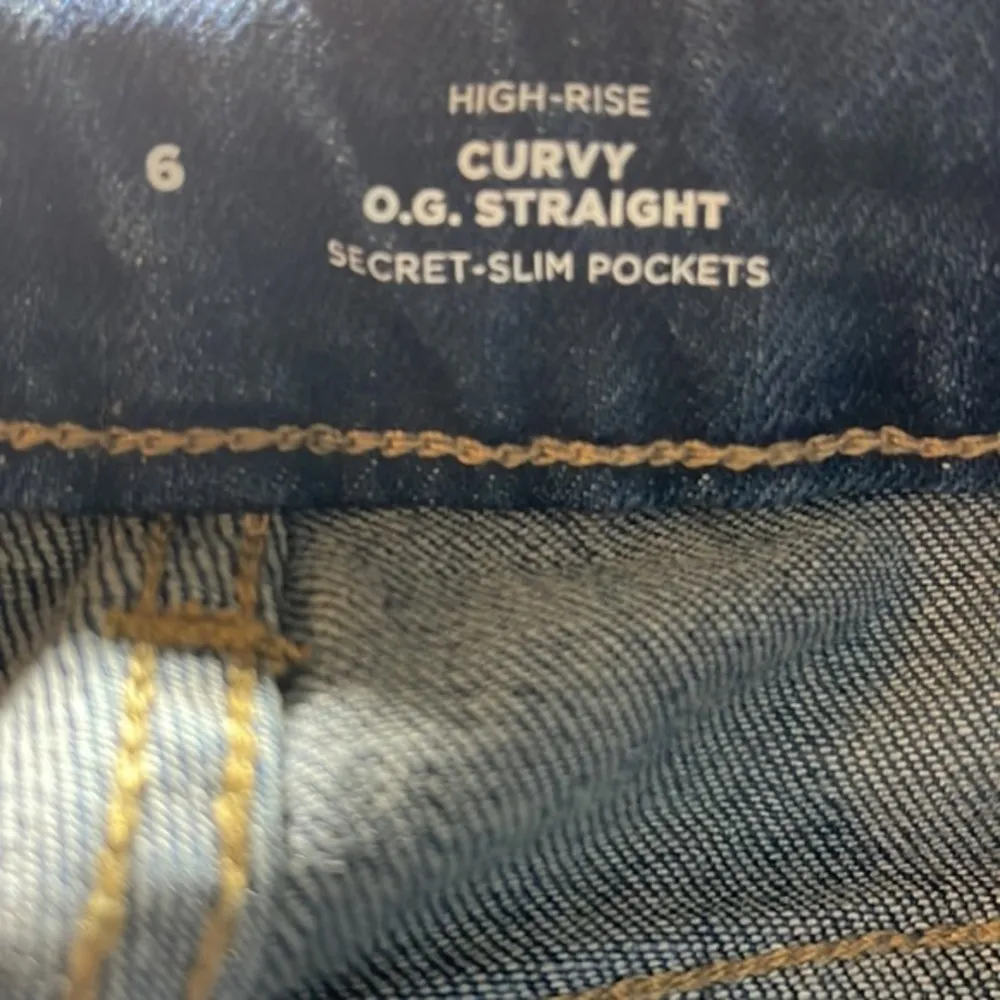 6
HIGH-RISE
CURVY
O.G. STRAIGHT
SECRET-SLIM POCKETS